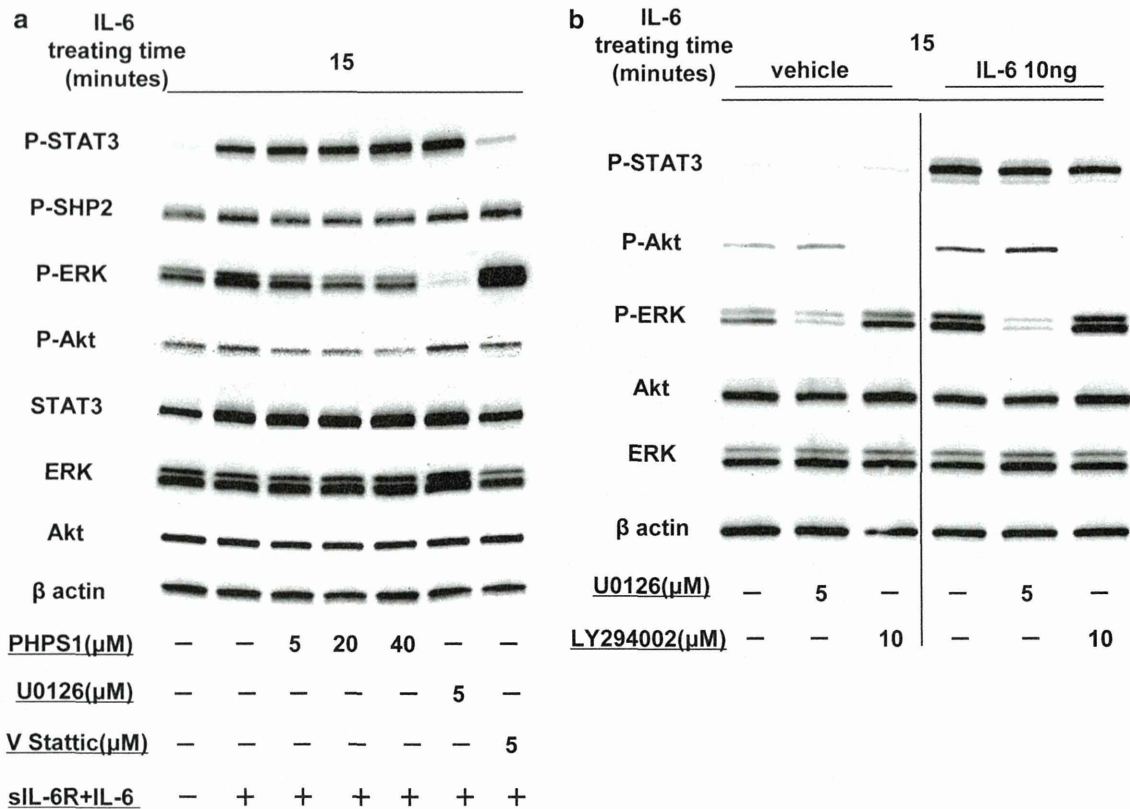 a
IL-6
treating time
(minutes)
15
P-STAT3
P-SHP2
P-ERK
P-Akt
STAT3
ERK
Akt
β actin
PHPS1(μM) — — 5 20 40 — —
U0126(μM) — — — — — 5 —
V Stattic(μM) — — — — — — 5
sIL-6R+IL-6 — + + + + + +
b
IL-6
treating time
(minutes)
15
vehicle IL-6 10ng
P-STAT3
P-Akt
P-ERK
Akt
ERK
β actin
U0126(μM) — 5 — — 5 —
LY294002(μM) — — 10 — — 10